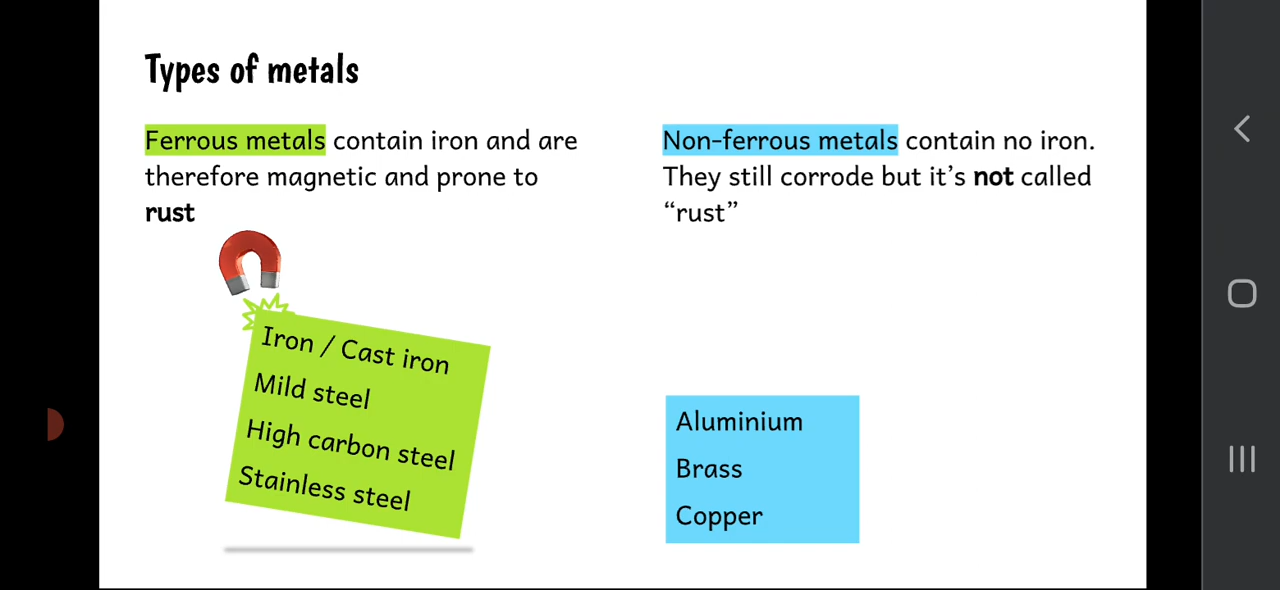 Types of metals
Ferrous metals contain iron and are
therefore magnetic and prone to
rust
Iron / Cast iron
Mild steel
High carbon steel
Stainless steel
Non-ferrous metals contain no iron.
They still corrode but it’s not called
“rust”
Aluminium
Brass
Copper